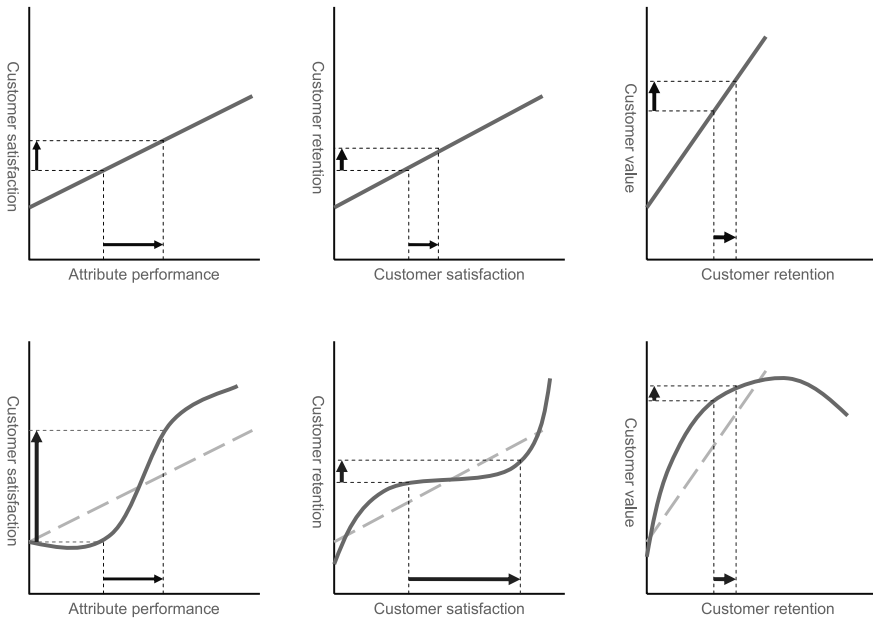 Customer satisfaction
Attribute performance
Customer retention
Customer satisfaction
Customer value
Customer retention
Customer satisfaction
Attribute performance
Customer retention
Customer satisfaction
Customer value
Customer retention